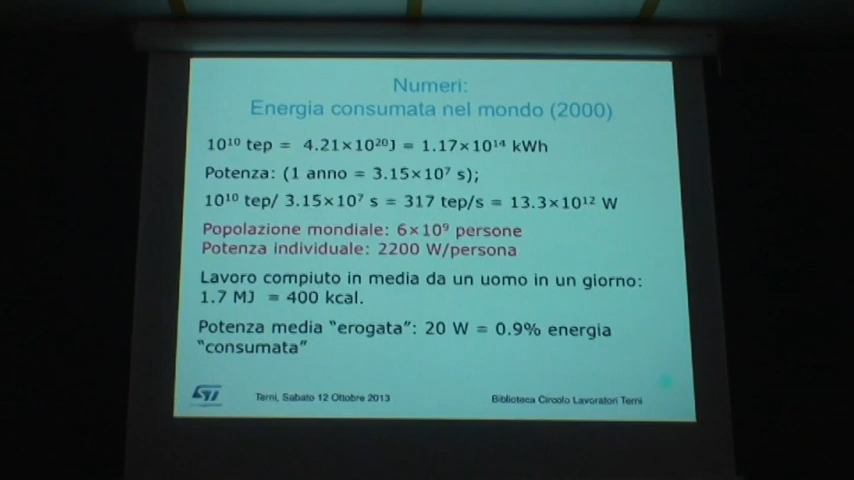 Numeri:
Energia consumata nel mondo (2000)
10¹⁰ tep = 4.21×10²⁰J = 1.17×10¹⁴ kWh
Potenza: (1 anno = 3.15×10⁷ s);
10¹⁰ tep/ 3.15×10⁷ s = 317 tep/s = 13.3×10¹² W
Popolazione mondiale: 6×10⁹ persone
Potenza individuale: 2200 W/persona
Lavoro compiuto in media da un uomo in un giorno:
1.7 MJ = 400 kcal.
Potenza media “erogata”: 20 W = 0.9% energia
“consumata”
ST
Terni, Sabato 12 Ottobre 2013
Biblioteca Circolo Lavoratori Terni